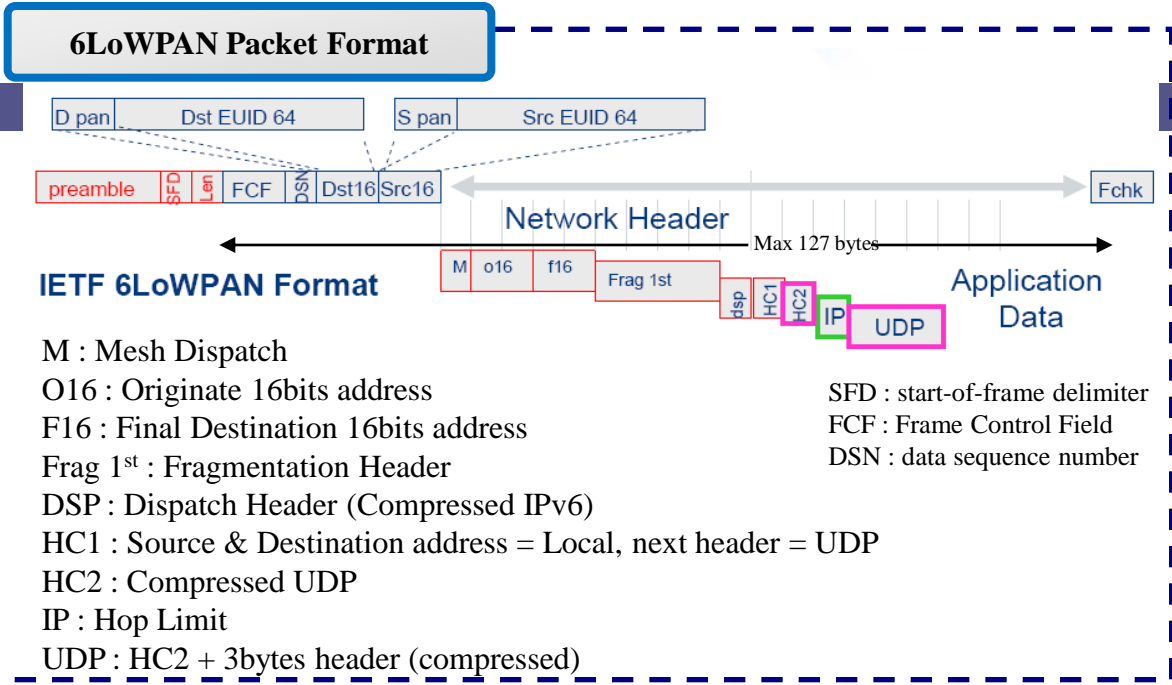 6LoWPAN Packet Format
D pan Dst EUID 64 S pan Src EUID 64
preamble SFD Len FCF DSN Dst16 Src16 Fchk
Network Header
Max 127 bytes
IETF 6LoWPAN Format
M o16 f16 Frag 1st dsp HC1 HC2 IP UDP
Application
Data
M : Mesh Dispatch
O16 : Originate 16bits address
F16 : Final Destination 16bits address
Frag 1st : Fragmentation Header
DSP : Dispatch Header (Compressed IPv6)
HC1 : Source & Destination address = Local, next header = UDP
HC2 : Compressed UDP
IP : Hop Limit
UDP : HC2 + 3bytes header (compressed)
SFD : start-of-frame delimiter
FCF : Frame Control Field
DSN : data sequence number